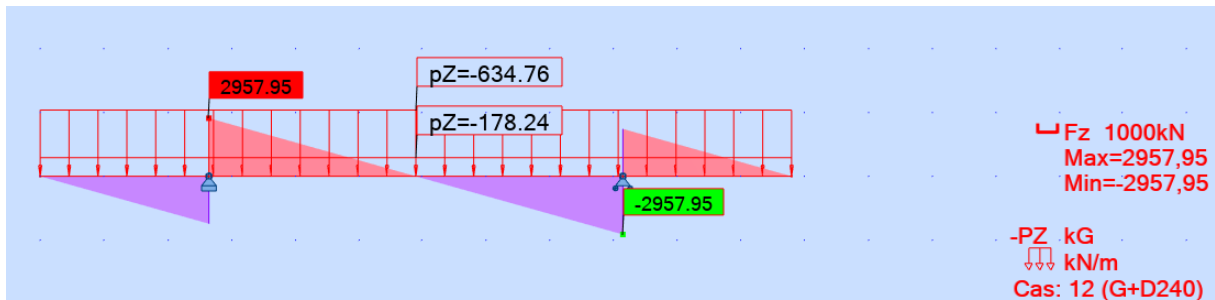 pZ=-634.76
2957.95
pZ=-178.24
-2957.95
Fz 1000kN
Max=2957,95
Min=-2957,95
-PZ kG
kN/m
Cas: 12 (G+D240)